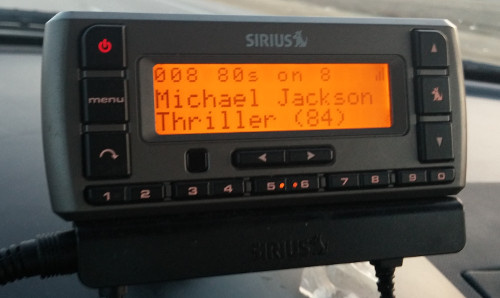 SIRIUS
008 80s on 8
Michael Jackson
Thriller (84)
menu
1 2 3 4 5 6 7 8 9 0
SIRIUS